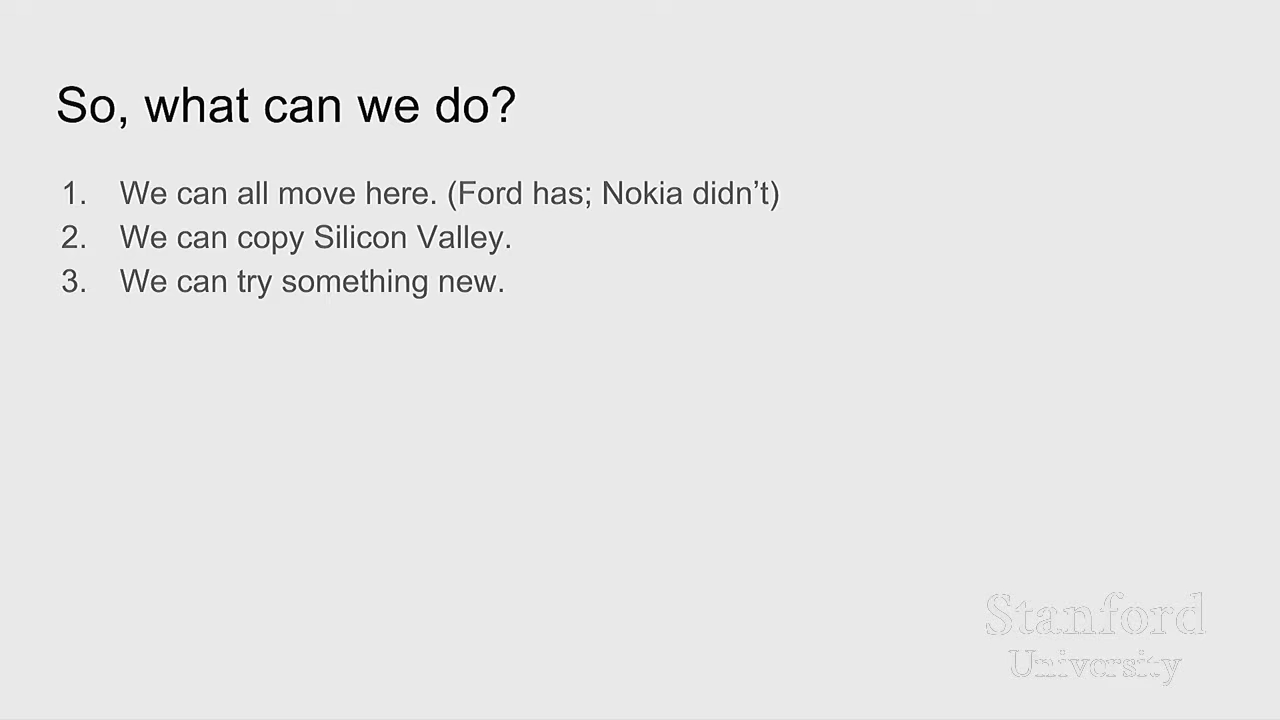 So, what can we do?
1. We can all move here. (Ford has; Nokia didn’t)
2. We can copy Silicon Valley.
3. We can try something new.
Stanford
University